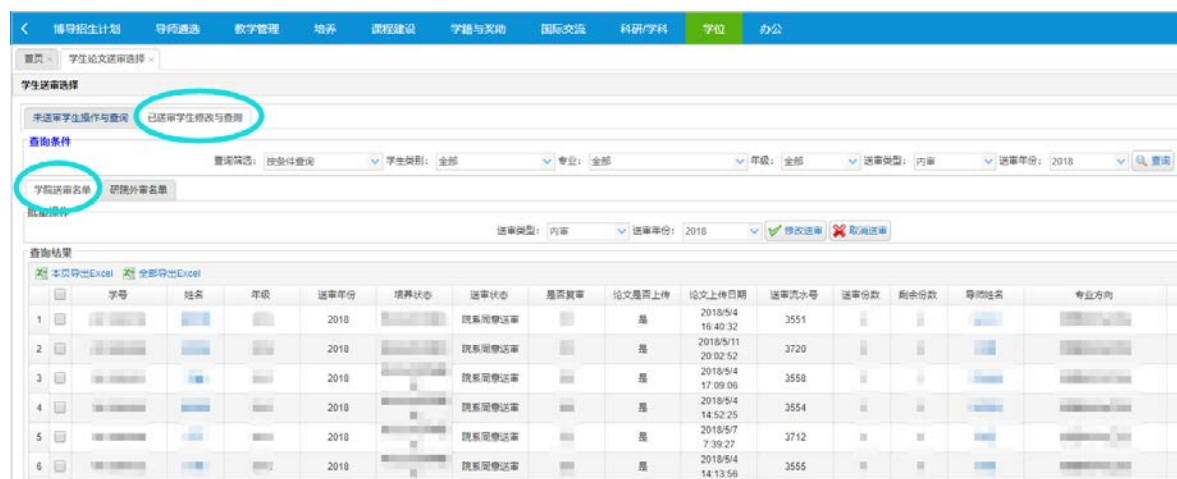 博导招生计划 导师遴选 教学管理 培养 课程建设 学籍与奖助 国际交流 科研/学科 学位 办公
首页 × 学生论文送审选择 ×
学生送审选择
未送审学生操作与查询 已送审学生修改与查询
查询条件
查询筛选: 按条件查询 学生类别: 全部 专业: 全部 年级: 全部 送审类型: 内审 送审年份: 2018 查询
学院送审名单 研院外审名单
批量操作
送审类型: 内审 送审年份: 2018 修改送审 取消送审
查询结果
本页导出Excel 全部导出Excel
学号 姓名 年级 送审年份 培养状态 送审状态 是否复审 论文是否上传 论文上传日期 送审流水号 送审份数 剩余份数 导师姓名 专业方向
1 2018 院系同意送审 是 2018/5/4 16:40:32 3551
2 2018 院系同意送审 是 2018/5/11 20:02:52 3720
3 2018 院系同意送审 是 2018/5/4 17:09:06 3558
4 2018 院系同意送审 是 2018/5/4 14:52:25 3554
5 2018 院系同意送审 是 2018/5/7 7:39:27 3712
6 2018 院系同意送审 是 2018/5/4 14:13:56 3555